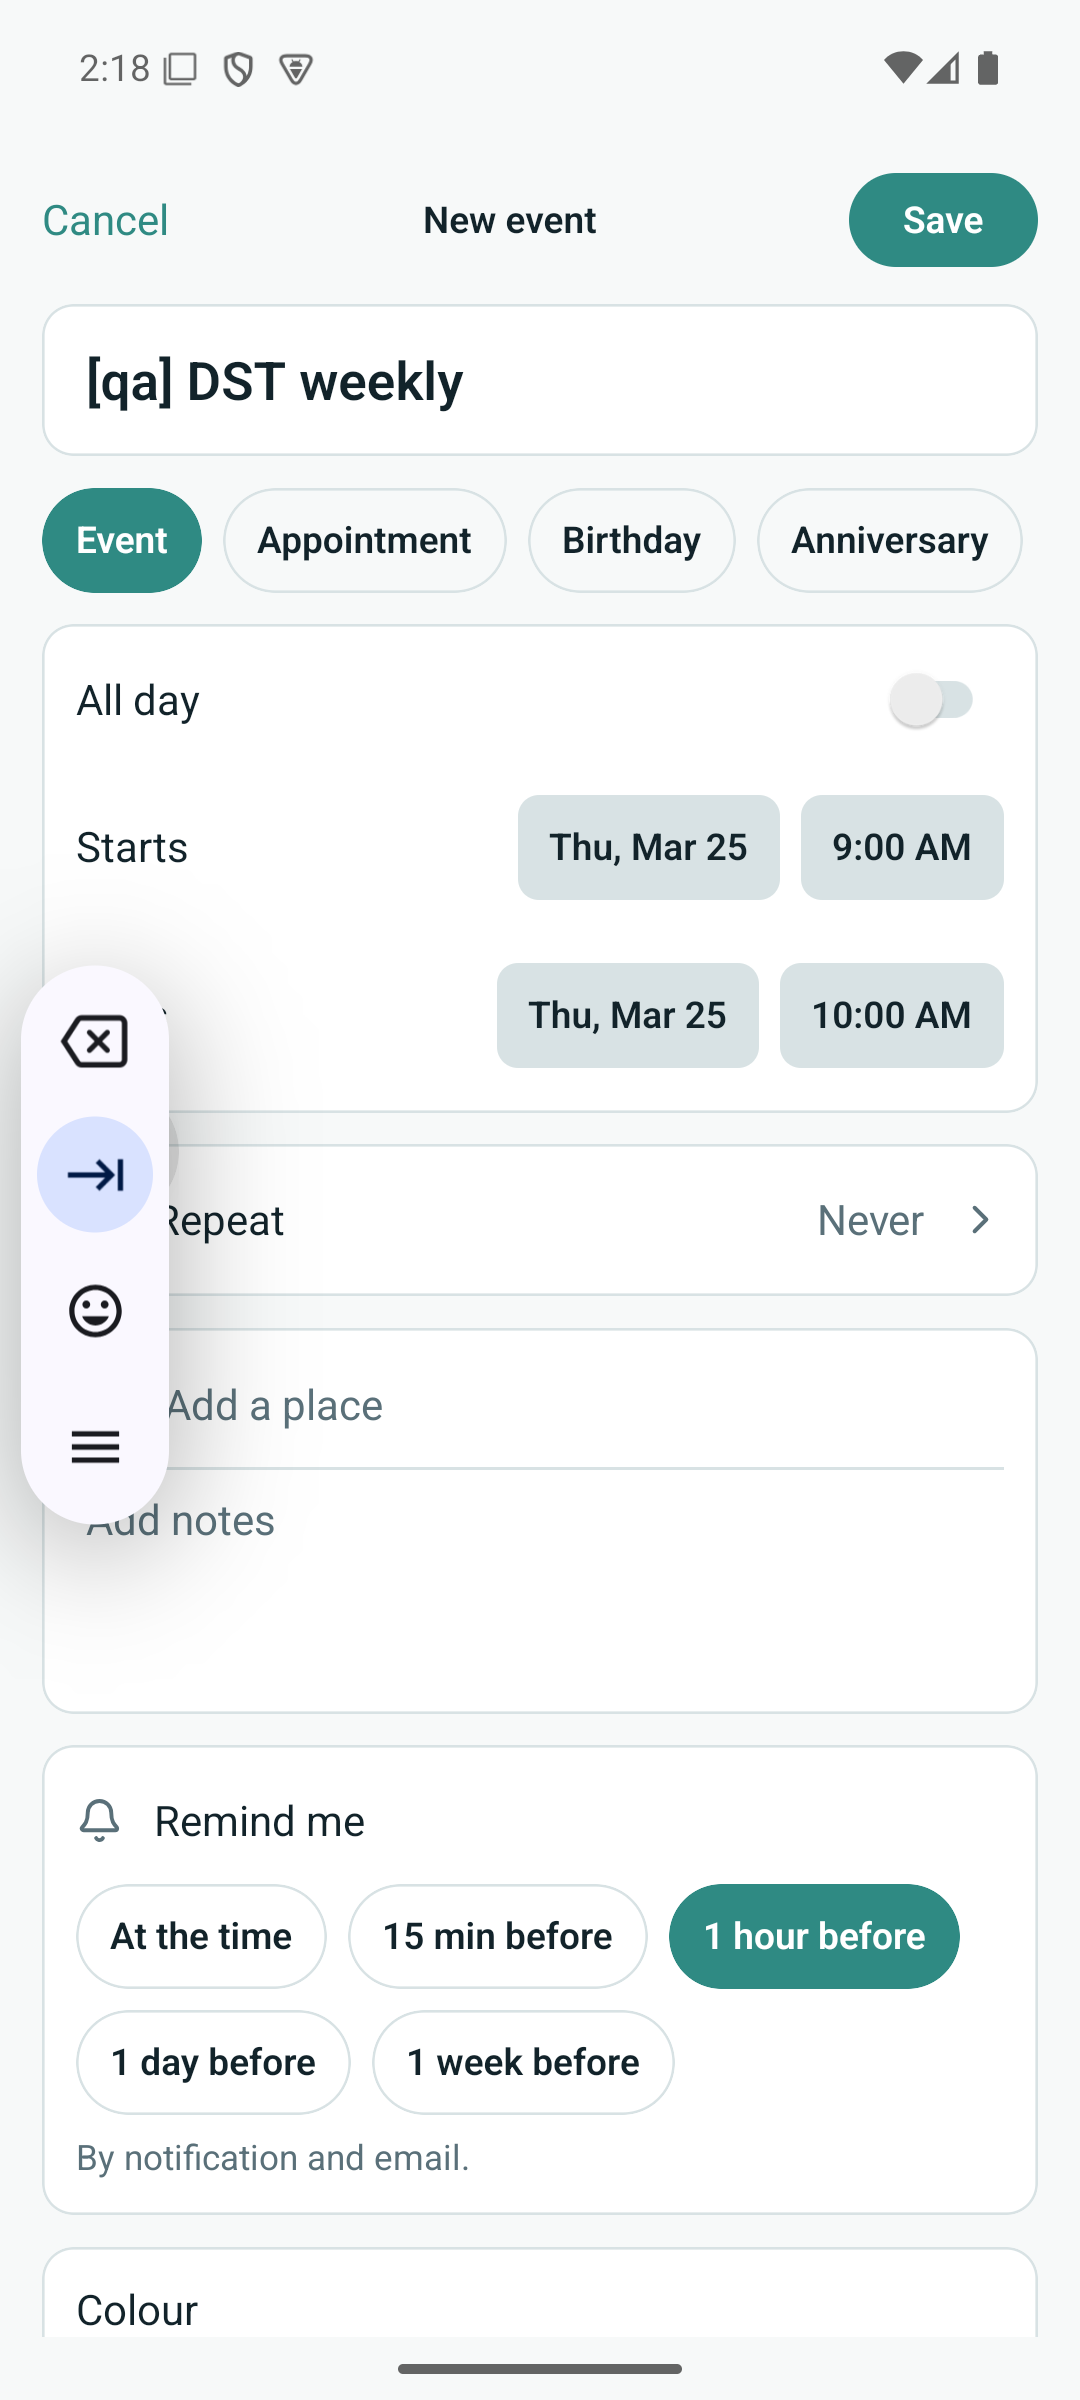 2:18
Cancel
New event
Save
[qa] DST weekly
Event
Appointment
Birthday
Anniversary
All day
Starts
Thu, Mar 25
9:00 AM
Thu, Mar 25
10:00 AM
Repeat
Never
Add a place
Add notes
Remind me
At the time
15 min before
1 hour before
1 day before
1 week before
By notification and email.
Colour